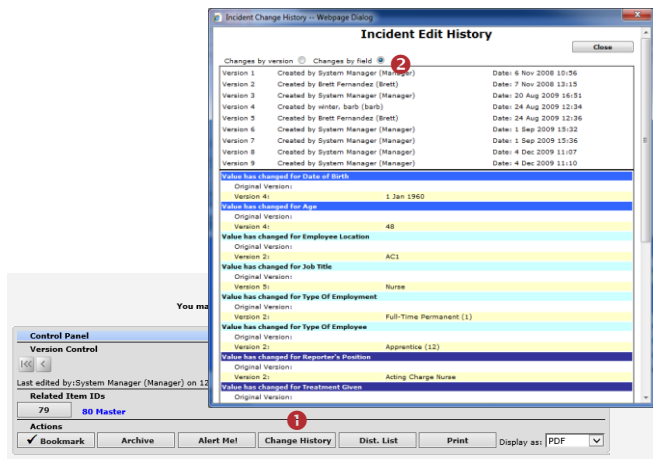 Incident Change History -- Webpage Dialog
Incident Edit History
Close
Changes by version Changes by field
2
Version 1 Created by System Manager (Manager) Date: 6 Nov 2008 10:56
Version 2 Created by Brett Fernandez (Brett) Date: 7 Nov 2008 13:15
Version 3 Created by System Manager (Manager) Date: 20 Aug 2009 16:51
Version 4 Created by winter, barb (barb) Date: 24 Aug 2009 12:34
Version 5 Created by Brett Fernandez (Brett) Date: 24 Aug 2009 12:36
Version 6 Created by System Manager (Manager) Date: 1 Sep 2009 15:32
Version 7 Created by System Manager (Manager) Date: 1 Sep 2009 15:36
Version 8 Created by System Manager (Manager) Date: 4 Dec 2009 11:07
Version 9 Created by System Manager (Manager) Date: 4 Dec 2009 11:10
Value has changed for Date of Birth
Original Version:
Version 4: 1 Jan 1960
Value has changed for Age
Original Version:
Version 4: 48
Value has changed for Employee Location
Original Version:
Version 2: AC1
Value has changed for Job Title
Original Version:
Version 5: Nurse
Value has changed for Type Of Employment
Original Version:
Version 2: Full-Time Permanent (1)
Value has changed for Type Of Employee
Original Version:
Version 2: Apprentice (12)
Value has changed for Reporter's Position
Original Version:
Version 2: Acting Charge Nurse
Value has changed for Treatment Given
Original Version:
You ma
Control Panel
Version Control
Last edited by:System Manager (Manager) on 12
Related Item IDs
79 80 Master
1
Actions
✓ Bookmark Archive Alert Me! Change History Dist. List Print Display as: PDF